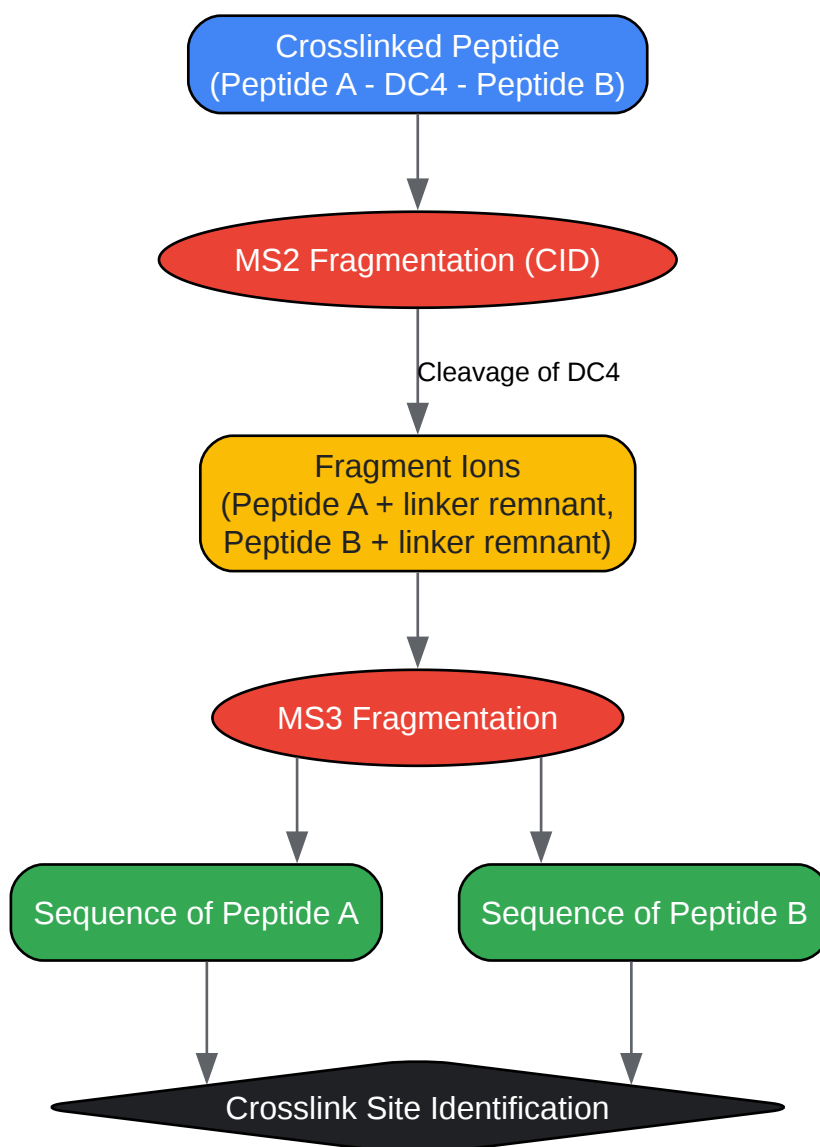 Crosslinked Peptide
(Peptide A - DC4 - Peptide B)
MS2 Fragmentation (CID)
Cleavage of DC4
Fragment Ions
(Peptide A + linker remnant,
Peptide B + linker remnant)
MS3 Fragmentation
Sequence of Peptide A
Sequence of Peptide B
Crosslink Site Identification